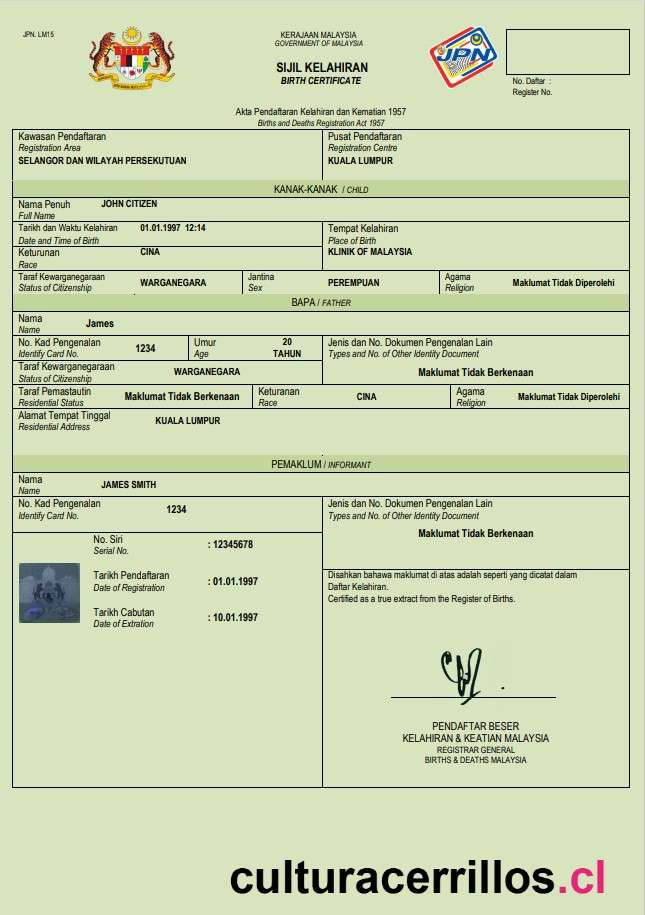 JPN. LM15
KERAJAAN MALAYSIA
GOVERNMENT OF MALAYSIA
SIJIL KELAHIRAN
BIRTH CERTIFICATE
JPN
No. Daftar :
Register No.
Akta Pendaftaran Kelahiran dan Kematian 1957
Births and Deaths Registration Act 1957
Kawasan Pendaftaran
Registration Area
SELANGOR DAN WILAYAH PERSEKUTUAN
Pusat Pendaftaran
Registration Centre
KUALA LUMPUR
KANAK-KANAK / CHILD
Nama Penuh JOHN CITIZEN
Full Name
Tarikh dan Waktu Kelahiran 01.01.1997 12:14
Date and Time of Birth
Tempat Kelahiran
Place of Birth
KLINIK OF MALAYSIA
Keturunan CINA
Race
Taraf Kewarganegaraan
Status of Citizenship
WARGANEGARA
Jantina
Sex
PEREMPUAN
Agama
Religion
Maklumat Tidak Diperolehi
BAPA / FATHER
Nama
Name
James
No. Kad Pengenalan
Identify Card No.
1234
Umur
Age
20
TAHUN
Jenis dan No. Dokumen Pengenalan Lain
Types and No. of Other Identity Document
Maklumat Tidak Berkenaan
Taraf Kewarganegaraan
Status of Citizenship
WARGANEGARA
Taraf Pemastautin
Residential Status
Maklumat Tidak Berkenaan
Keturanan
Race
CINA
Agama
Religion
Maklumat Tidak Diperolehi
Alamat Tempat Tinggal
Residential Address
KUALA LUMPUR
PEMAKLUM / INFORMANT
Nama
Name
JAMES SMITH
No. Kad Pengenalan
Identify Card No.
1234
Jenis dan No. Dokumen Pengenalan Lain
Types and No. of Other Identity Document
Maklumat Tidak Berkenaan
No. Siri
Serial No.
: 12345678
Tarikh Pendaftaran
Date of Registration
: 01.01.1997
Tarikh Cabutan
Date of Extration
: 10.01.1997
Disahkan bahawa maklumat di atas adalah seperti yang dicatat dalam
Daftar Kelahiran.
Certified as a true extract from the Register of Births.
PENDAFTAR BESER
KELAHIRAN & KEATIAN MALAYSIA
REGISTRAR GENERAL
BIRTHS & DEATHS MALAYSIA
culturacerrillos.cl